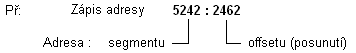 Př: Zápis adresy 5242 : 2462
Adresa : segmentu offsetu (posunutí)